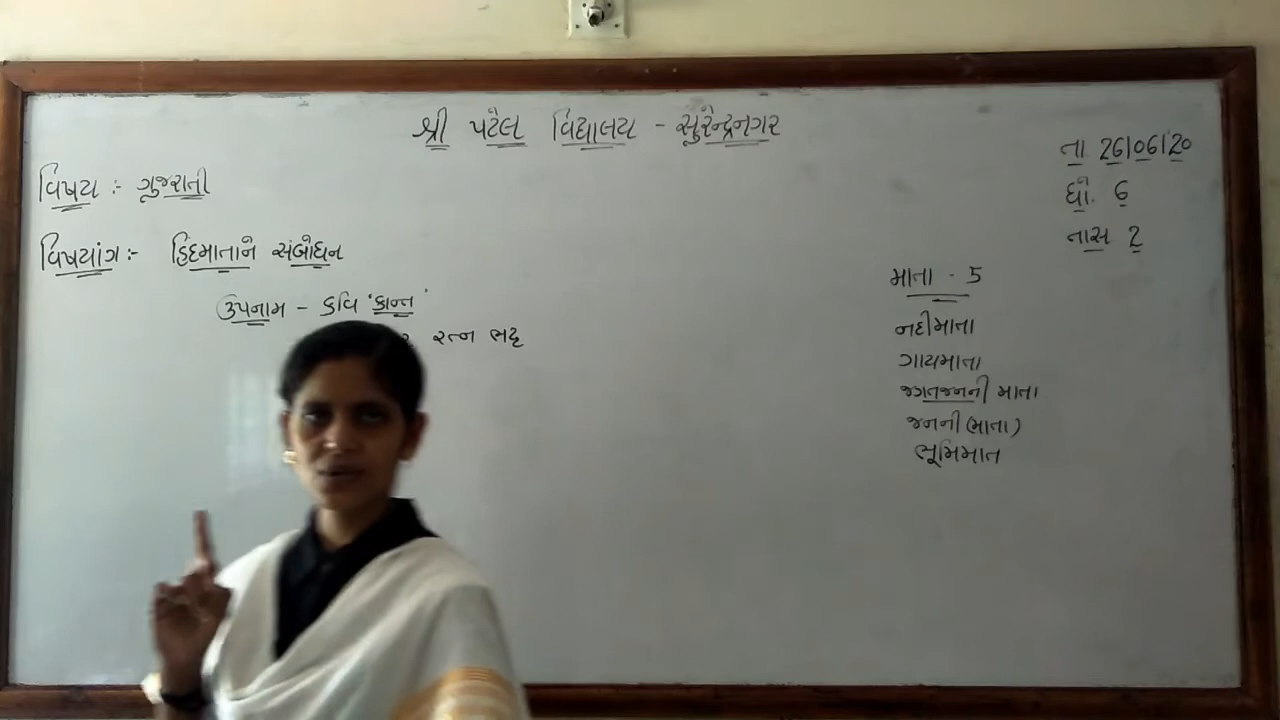 શ્રી પટેલ વિદ્યાલય - સુરેન્દ્રનગર
તા 26/06/20
ધો. 6
તાસ 2
વિષય :- ગુજરાતી
વિષયાંગ :- હિંદમાતાને સંબોધન
ઉપનામ - કવિ 'કાન્ત'
રત્ન ભટ્ટ
માતા - 5
નદીમાતા
ગાયમાતા
જગતજનની માતા
જનની (માતા)
ભૂમિમાત